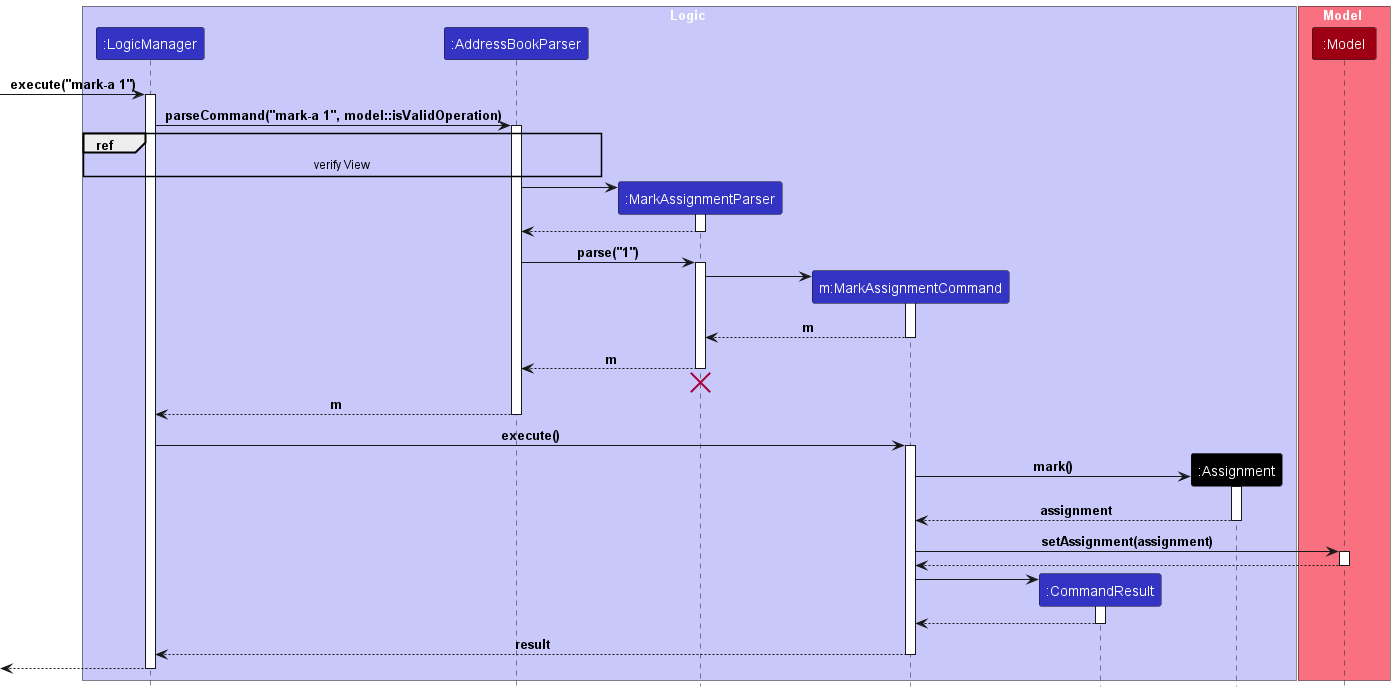 Logic
Model
:LogicManager
:AddressBookParser
:Model
execute("mark-a 1")
parseCommand("mark-a 1", model::isValidOperation)
ref
verify View
:MarkAssignmentParser
parse("1")
m:MarkAssignmentCommand
m
m
m
execute()
mark()
:Assignment
assignment
setAssignment(assignment)
:CommandResult
result